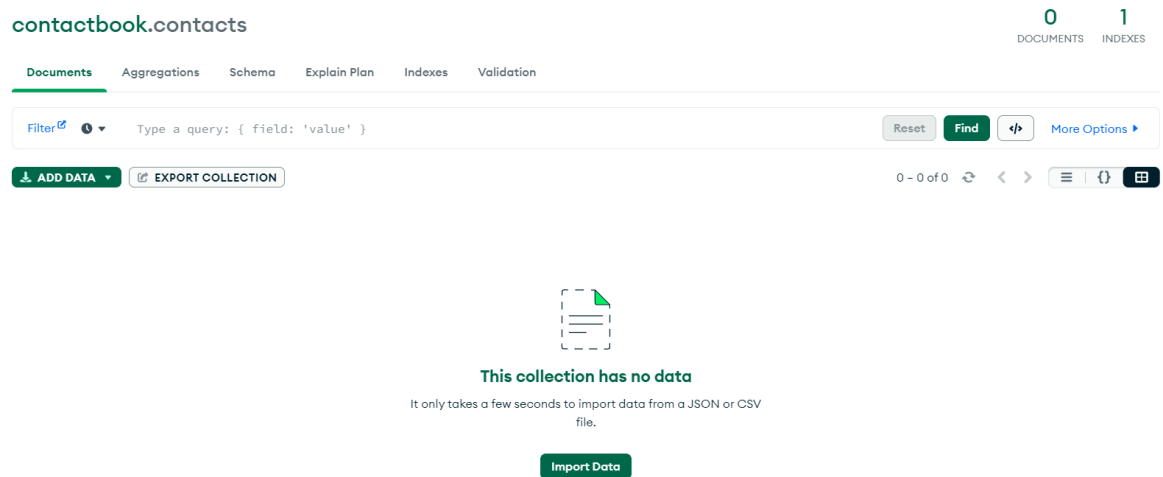 contactbook.contacts
0 1
DOCUMENTS INDEXES
Documents Aggregations Schema Explain Plan Indexes Validation
Filter Type a query: { field: 'value' } Reset Find </> More Options
ADD DATA EXPORT COLLECTION 0 – 0 of 0 {}
This collection has no data
It only takes a few seconds to import data from a JSON or CSV
file.
Import Data